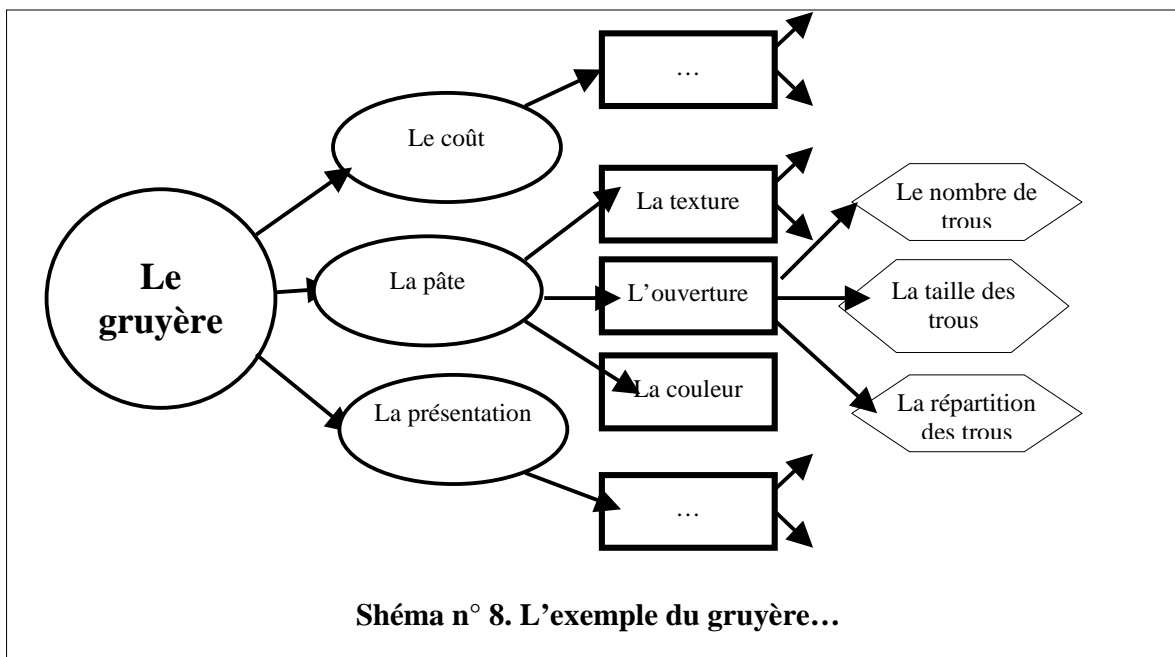 Le
gruyère
Le coût
La pâte
La présentation
…
La texture
L’ouverture
La couleur
…
Le nombre de
trous
La taille des
trous
La répartition
des trous
Shéma n° 8. L’exemple du gruyère…